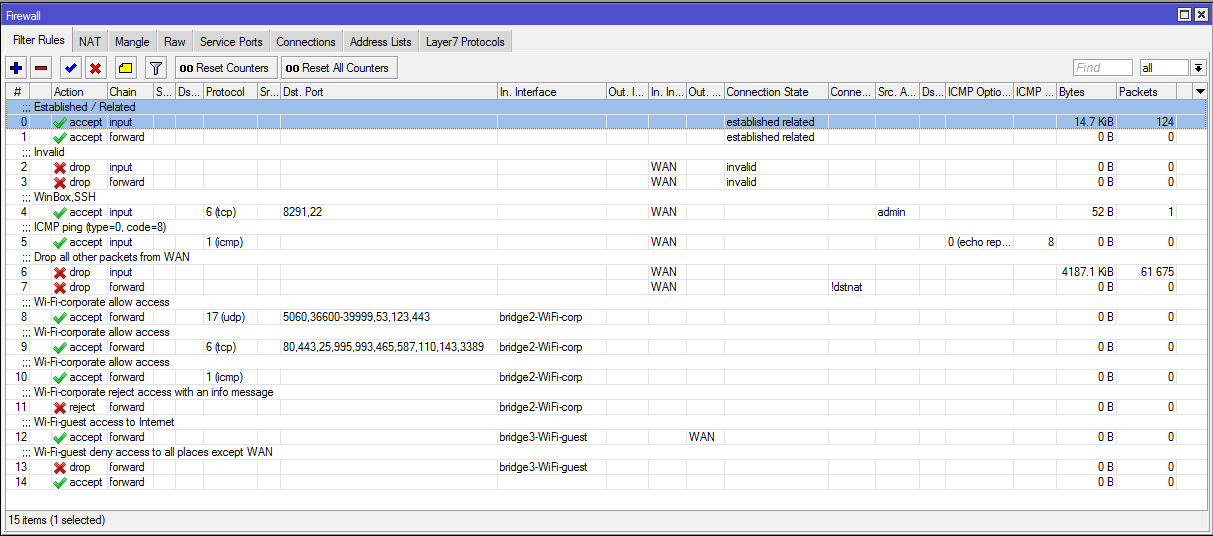 Firewall
Filter Rules NAT Mangle Raw Service Ports Connections Address Lists Layer7 Protocols
00 Reset Counters 00 Reset All Counters Find all
# Action Chain S... Ds... Protocol Sr... Dst. Port In. Interface Out. I... In. In... Out. ... Connection State Conne... Src. A... Ds... ICMP Optio... ICMP ... Bytes Packets
;;; Established / Related
0 accept input established related 14.7 KiB 124
1 accept forward established related 0 B 0
;;; Invalid
2 drop input WAN invalid 0 B 0
3 drop forward WAN invalid 0 B 0
;;; WinBox,SSH
4 accept input 6 (tcp) 8291,22 WAN admin 52 B 1
;;; ICMP ping (type=0, code=8)
5 accept input 1 (icmp) WAN 0 (echo rep... 8 0 B 0
;;; Drop all other packets from WAN
6 drop input WAN 4187.1 KiB 61 675
7 drop forward WAN !dstnat 0 B 0
;;; Wi-Fi-corporate allow access
8 accept forward 17 (udp) 5060,36600-39999,53,123,443 bridge2-WiFi-corp 0 B 0
;;; Wi-Fi-corporate allow access
9 accept forward 6 (tcp) 80,443,25,995,993,465,587,110,143,3389 bridge2-WiFi-corp 0 B 0
;;; Wi-Fi-corporate allow access
10 accept forward 1 (icmp) bridge2-WiFi-corp 0 B 0
;;; Wi-Fi-corporate reject access with an info message
11 reject forward bridge2-WiFi-corp 0 B 0
;;; Wi-Fi-guest access to Internet
12 accept forward bridge3-WiFi-guest WAN 0 B 0
;;; Wi-Fi-guest deny access to all places except WAN
13 drop forward bridge3-WiFi-guest 0 B 0
14 accept forward 0 B 0
15 items (1 selected)